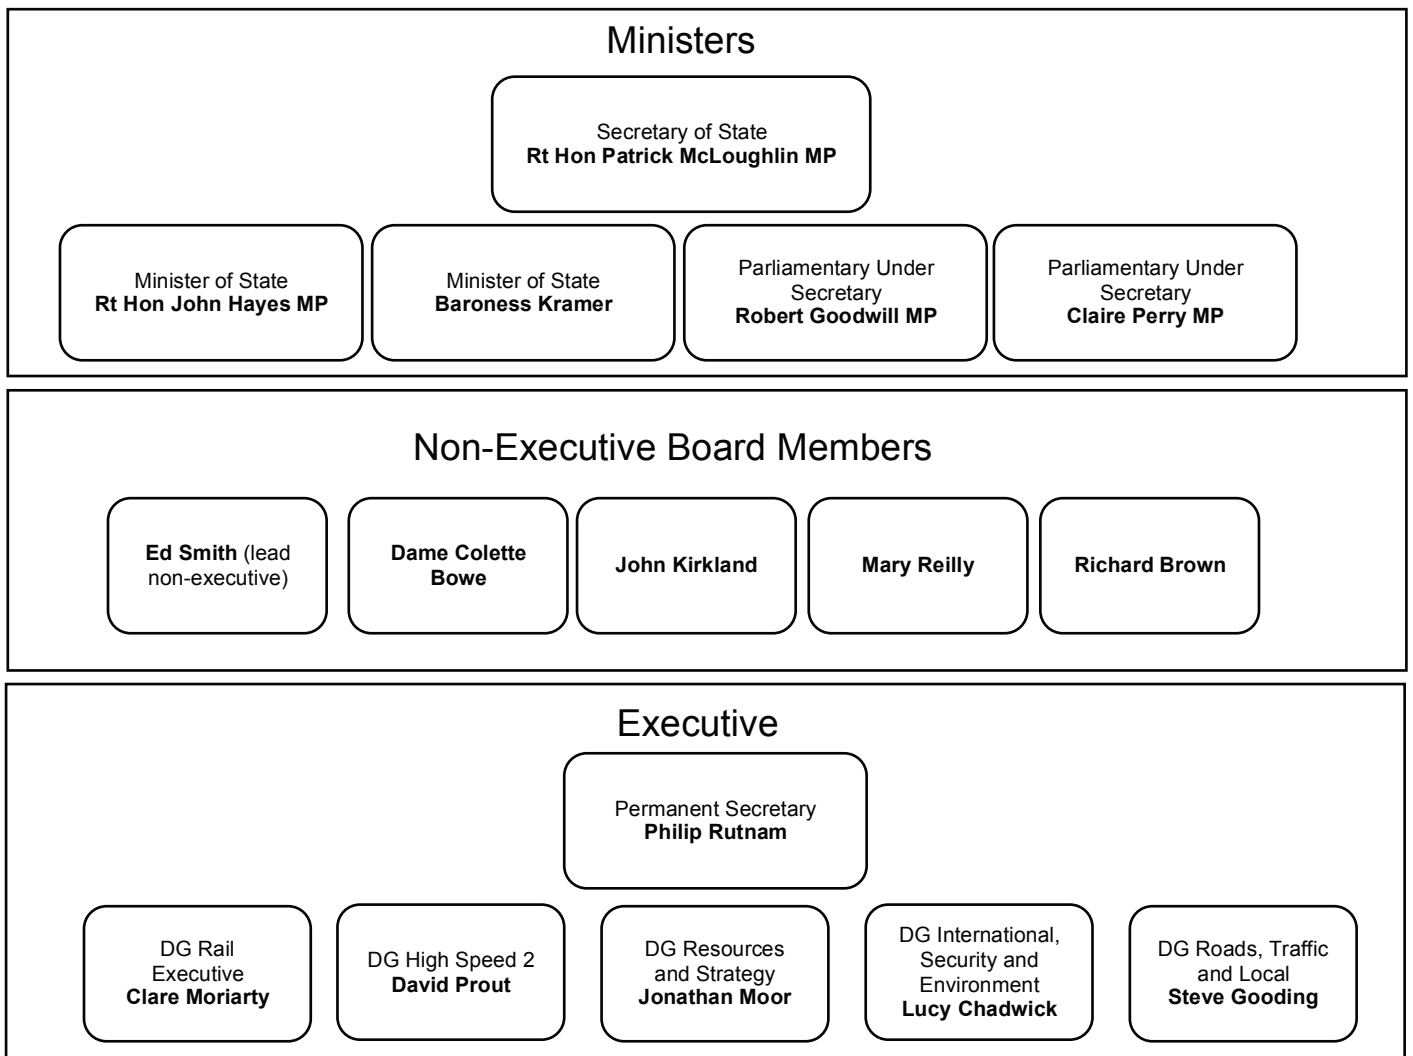 Ministers
Secretary of State
Rt Hon Patrick McLoughlin MP
Minister of State
Rt Hon John Hayes MP
Minister of State
Baroness Kramer
Parliamentary Under
Secretary
Robert Goodwill MP
Parliamentary Under
Secretary
Claire Perry MP
Non-Executive Board Members
Ed Smith (lead
non-executive)
Dame Colette
Bowe
John Kirkland
Mary Reilly
Richard Brown
Executive
Permanent Secretary
Philip Rutnam
DG Rail
Executive
Clare Moriarty
DG High Speed 2
David Prout
DG Resources
and Strategy
Jonathan Moor
DG International,
Security and
Environment
Lucy Chadwick
DG Roads, Traffic
and Local
Steve Gooding